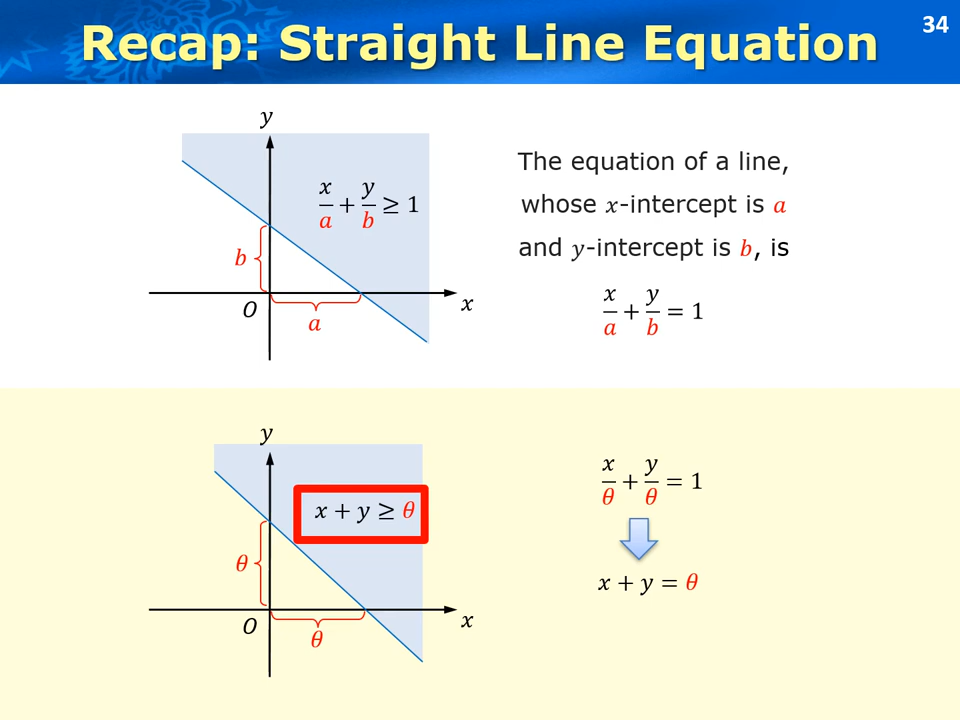 34
Recap: Straight Line Equation
y
x/a + y/b ≥ 1
b
O
a
x
The equation of a line,
whose x-intercept is a
and y-intercept is b, is
x/a + y/b = 1
y
x + y ≥ θ
θ
O
θ
x
x/θ + y/θ = 1
x + y = θ